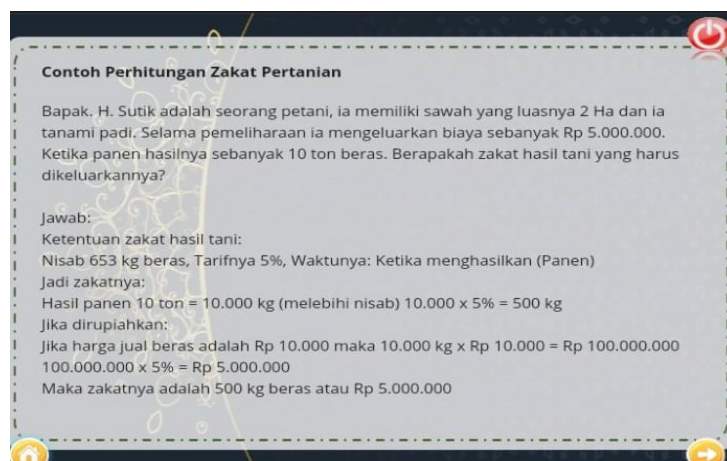 Contoh Perhitungan Zakat Pertanian
Bapak. H. Sutik adalah seorang petani, ia memiliki sawah yang luasnya 2 Ha dan ia
tanami padi. Selama pemeliharaan ia mengeluarkan biaya sebanyak Rp 5.000.000.
Ketika panen hasilnya sebanyak 10 ton beras. Berapakah zakat hasil tani yang harus
dikeluarkannya?
Jawab:
Ketentuan zakat hasil tani:
Nisab 653 kg beras, Tarifnya 5%, Waktunya: Ketika menghasilkan (Panen)
Jadi zakatnya:
Hasil panen 10 ton = 10.000 kg (melebihi nisab) 10.000 x 5% = 500 kg
Jika dirupiahkan:
Jika harga jual beras adalah Rp 10.000 maka 10.000 kg x Rp 10.000 = Rp 100.000.000
100.000.000 x 5% = Rp 5.000.000
Maka zakatnya adalah 500 kg beras atau Rp 5.000.000